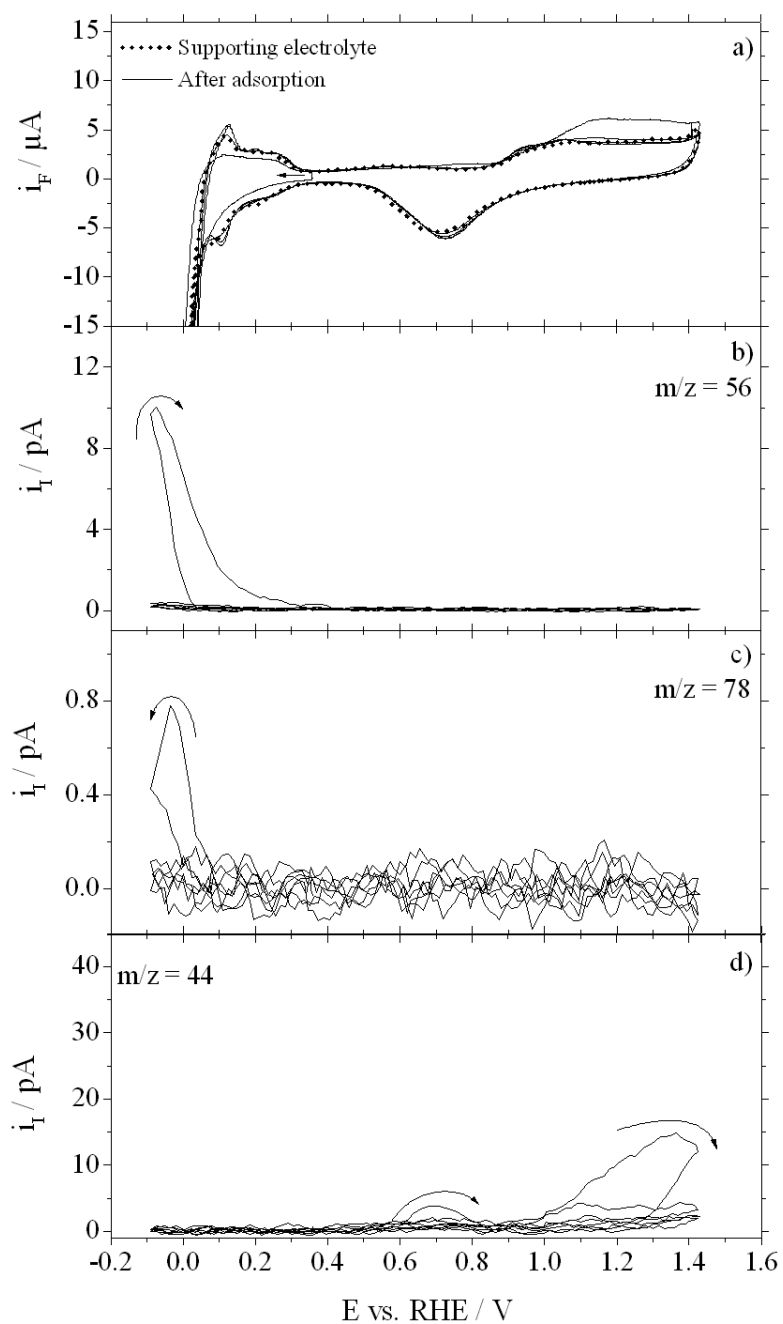 15
10
5
0
-5
-10
-15
i_F / μA
Supporting electrolyte
After adsorption
a)
12
8
4
0
i_I / pA
b)
m/z = 56
0.8
0.4
0.0
i_I / pA
c)
m/z = 78
40
30
20
10
0
i_I / pA
m/z = 44
d)
-0.2 0.0 0.2 0.4 0.6 0.8 1.0 1.2 1.4 1.6
E vs. RHE / V